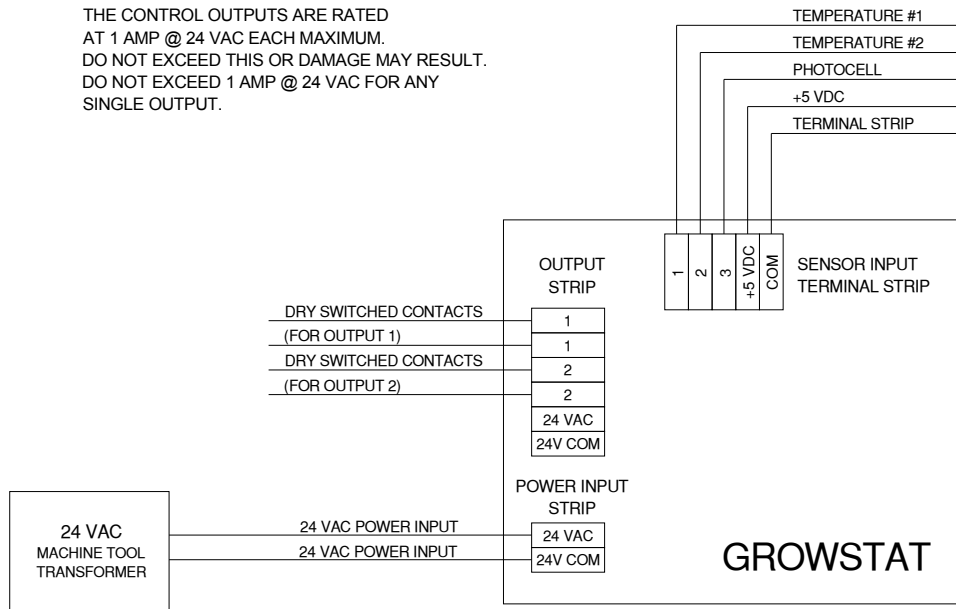 THE CONTROL OUTPUTS ARE RATED
AT 1 AMP @ 24 VAC EACH MAXIMUM.
DO NOT EXCEED THIS OR DAMAGE MAY RESULT.
DO NOT EXCEED 1 AMP @ 24 VAC FOR ANY
SINGLE OUTPUT.
TEMPERATURE #1
TEMPERATURE #2
PHOTOCELL
+5 VDC
TERMINAL STRIP
1
2
3
+5 VDC
COM
SENSOR INPUT
TERMINAL STRIP
OUTPUT
STRIP
DRY SWITCHED CONTACTS
(FOR OUTPUT 1)
DRY SWITCHED CONTACTS
(FOR OUTPUT 2)
1
1
2
2
24 VAC
24V COM
POWER INPUT
STRIP
24 VAC
24V COM
24 VAC POWER INPUT
24 VAC POWER INPUT
24 VAC
MACHINE TOOL
TRANSFORMER
GROWSTAT